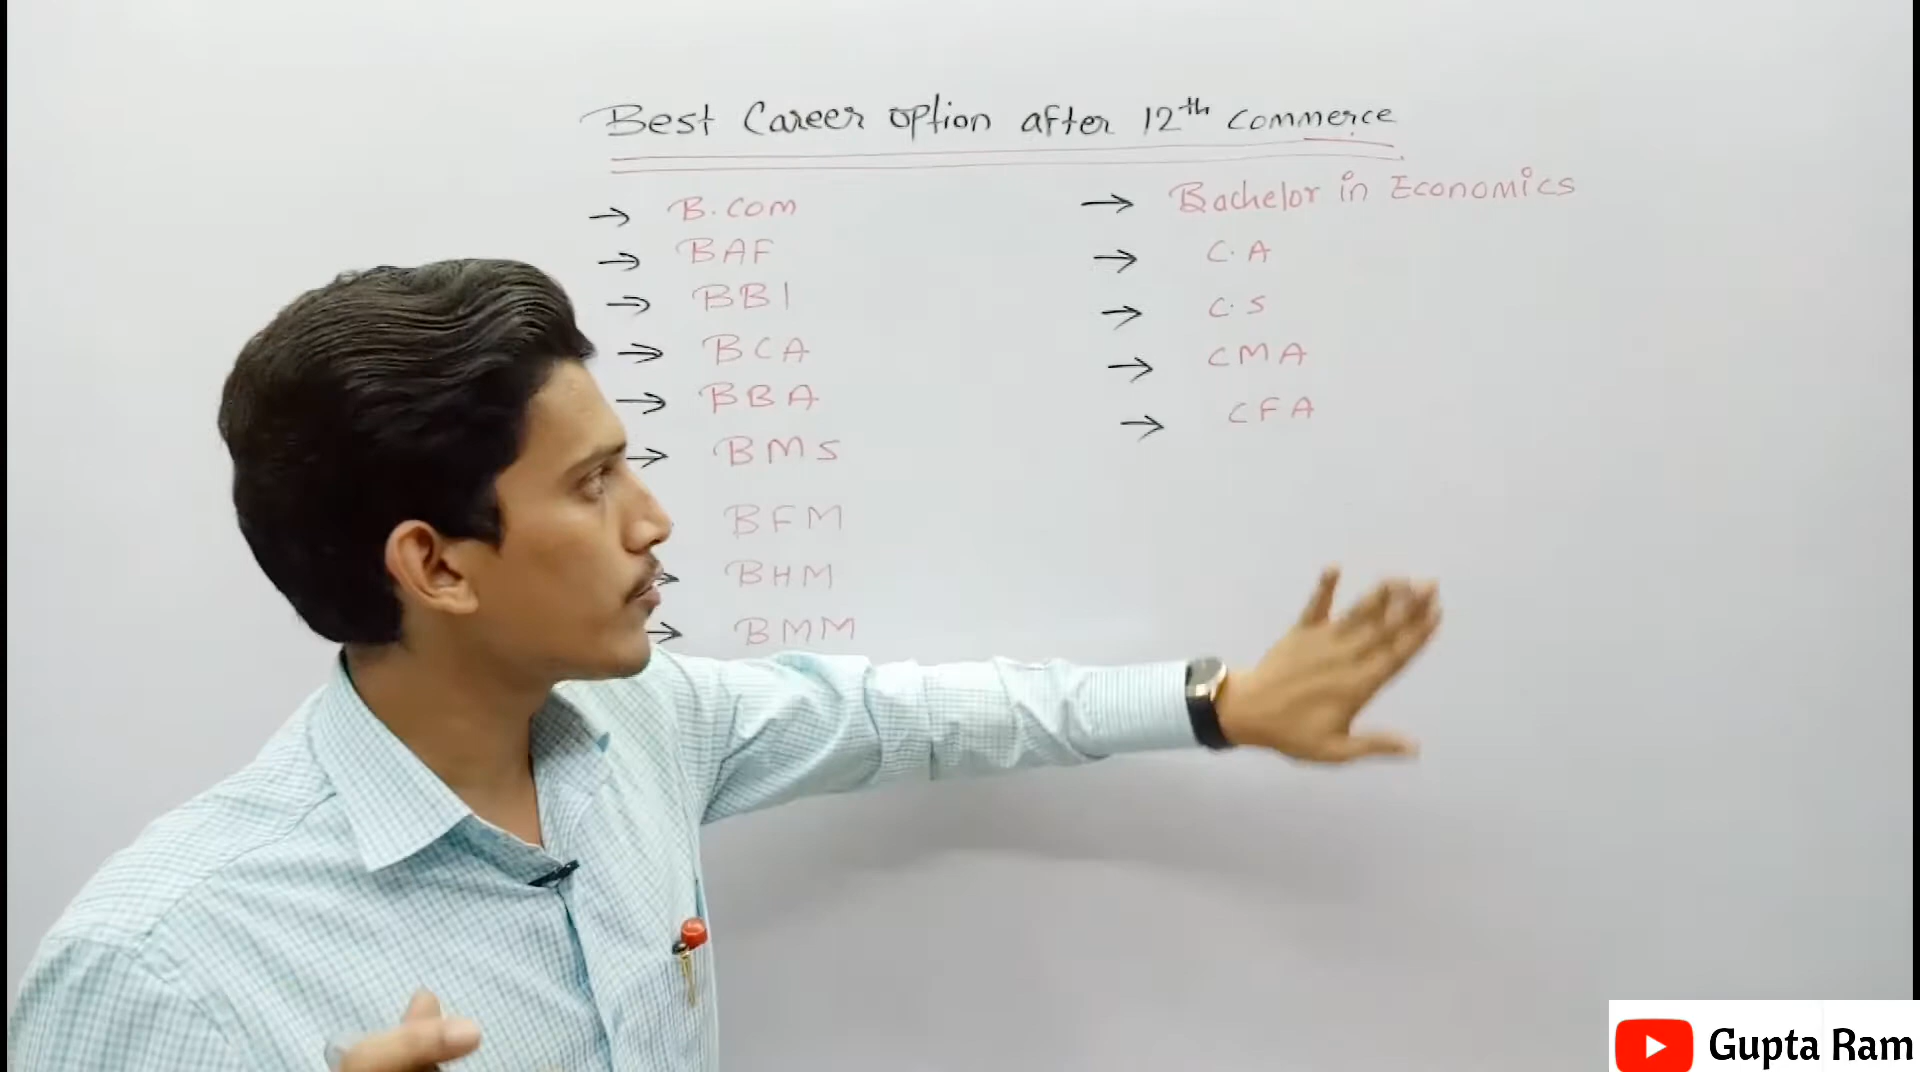 Best Career option after 12th commerce
→ B.COM
→ BAF
→ BBI
→ BCA
→ BBA
→ BMS
BFM
→ BHM
→ BMM
→ Bachelor in Economics
→ C.A
→ C.S
→ CMA
→ CFA
Gupta Ram